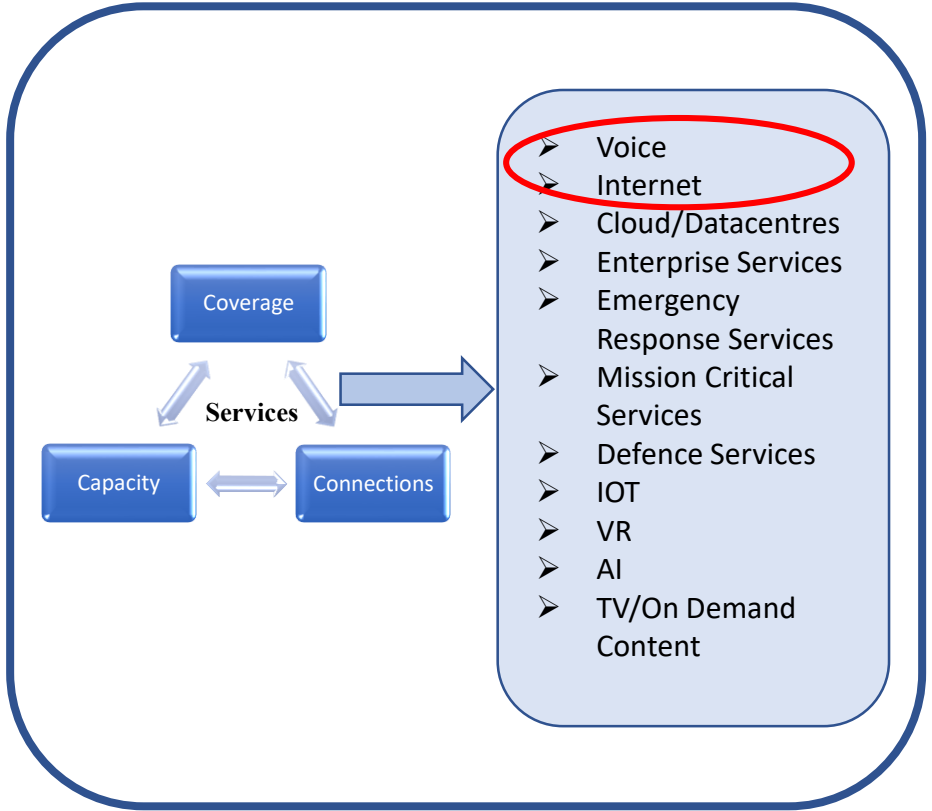 Coverage
Services
Capacity
Connections
Voice
Internet
Cloud/Datacentres
Enterprise Services
Emergency
Response Services
Mission Critical
Services
Defence Services
IOT
VR
AI
TV/On Demand
Content